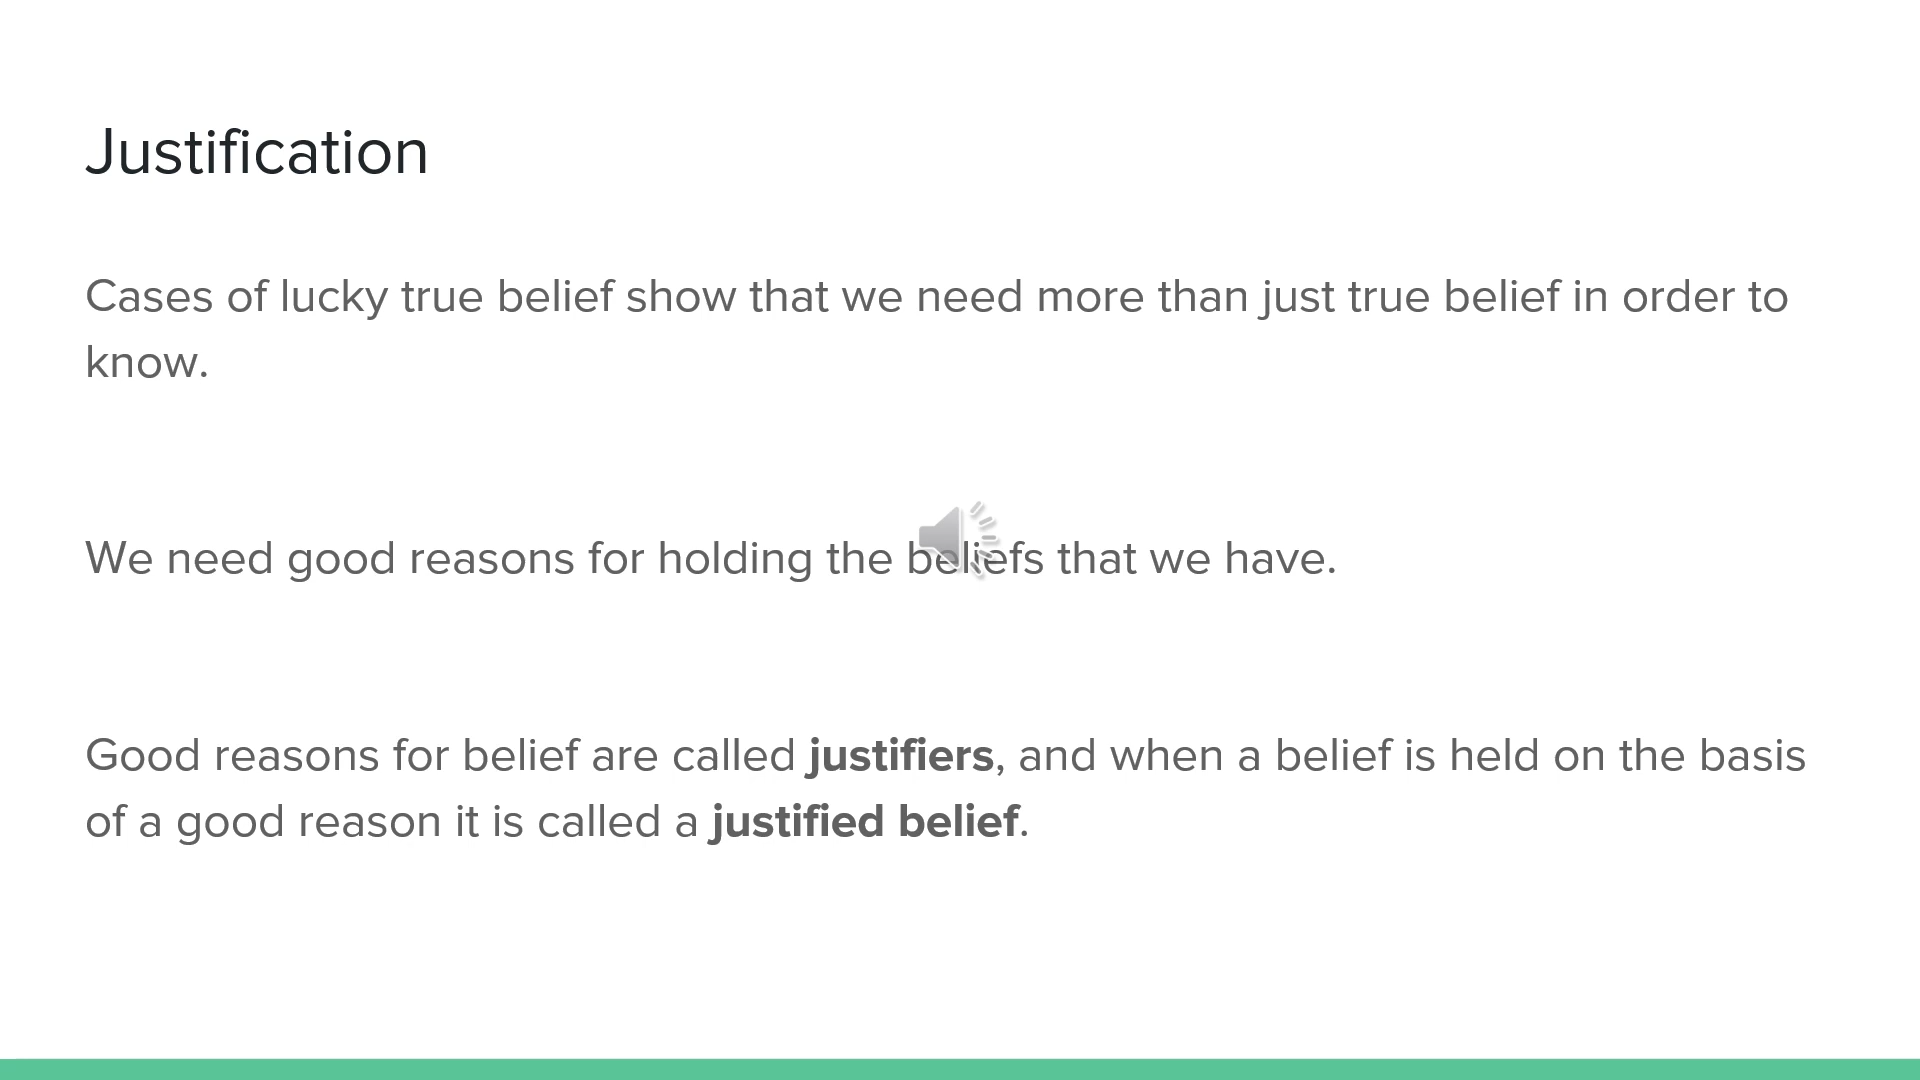 Justification
Cases of lucky true belief show that we need more than just true belief in order to
know.
We need good reasons for holding the beliefs that we have.
Good reasons for belief are called justifiers, and when a belief is held on the basis
of a good reason it is called a justified belief.